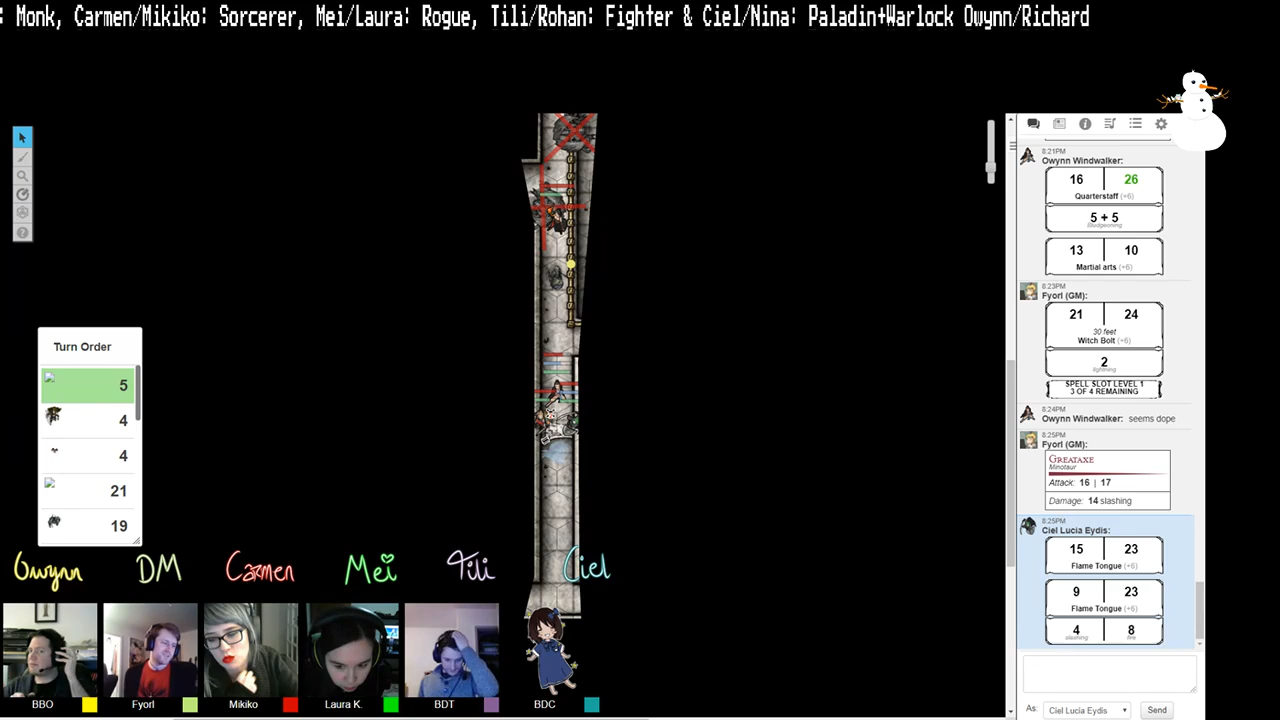 : Monk, Carmen/Mikiko: Sorcerer, Mei/Laura: Rogue, Tili/Rohan: Fighter & Ciel/Nina: Paladin+Warlock Owynn/Richard
8:21PM
Owynn Windwalker:
16 26
Quarterstaff (+6)
5 + 5
Bludgeoning
13 10
Martial arts (+6)
8:23PM
Fyorl (GM):
21 24
30 feet
Witch Bolt (+6)
2
lightning
SPELL SLOT LEVEL 1
3 OF 4 REMAINING
8:24PM
Owynn Windwalker: seems dope
8:25PM
Fyorl (GM):
GREATAXE
Minotaur
Attack: 16 | 17
Damage: 14 slashing
8:25PM
Ciel Lucia Eydis:
15 23
Flame Tongue (+6)
9 23
Flame Tongue (+6)
4 8
slashing fire
As: Ciel Lucia Eydis Send
Turn Order
5
4
4
21
19
Owynn DM Carmen Mei Tili Ciel
BBO Fyorl Mikiko Laura K. BDT BDC